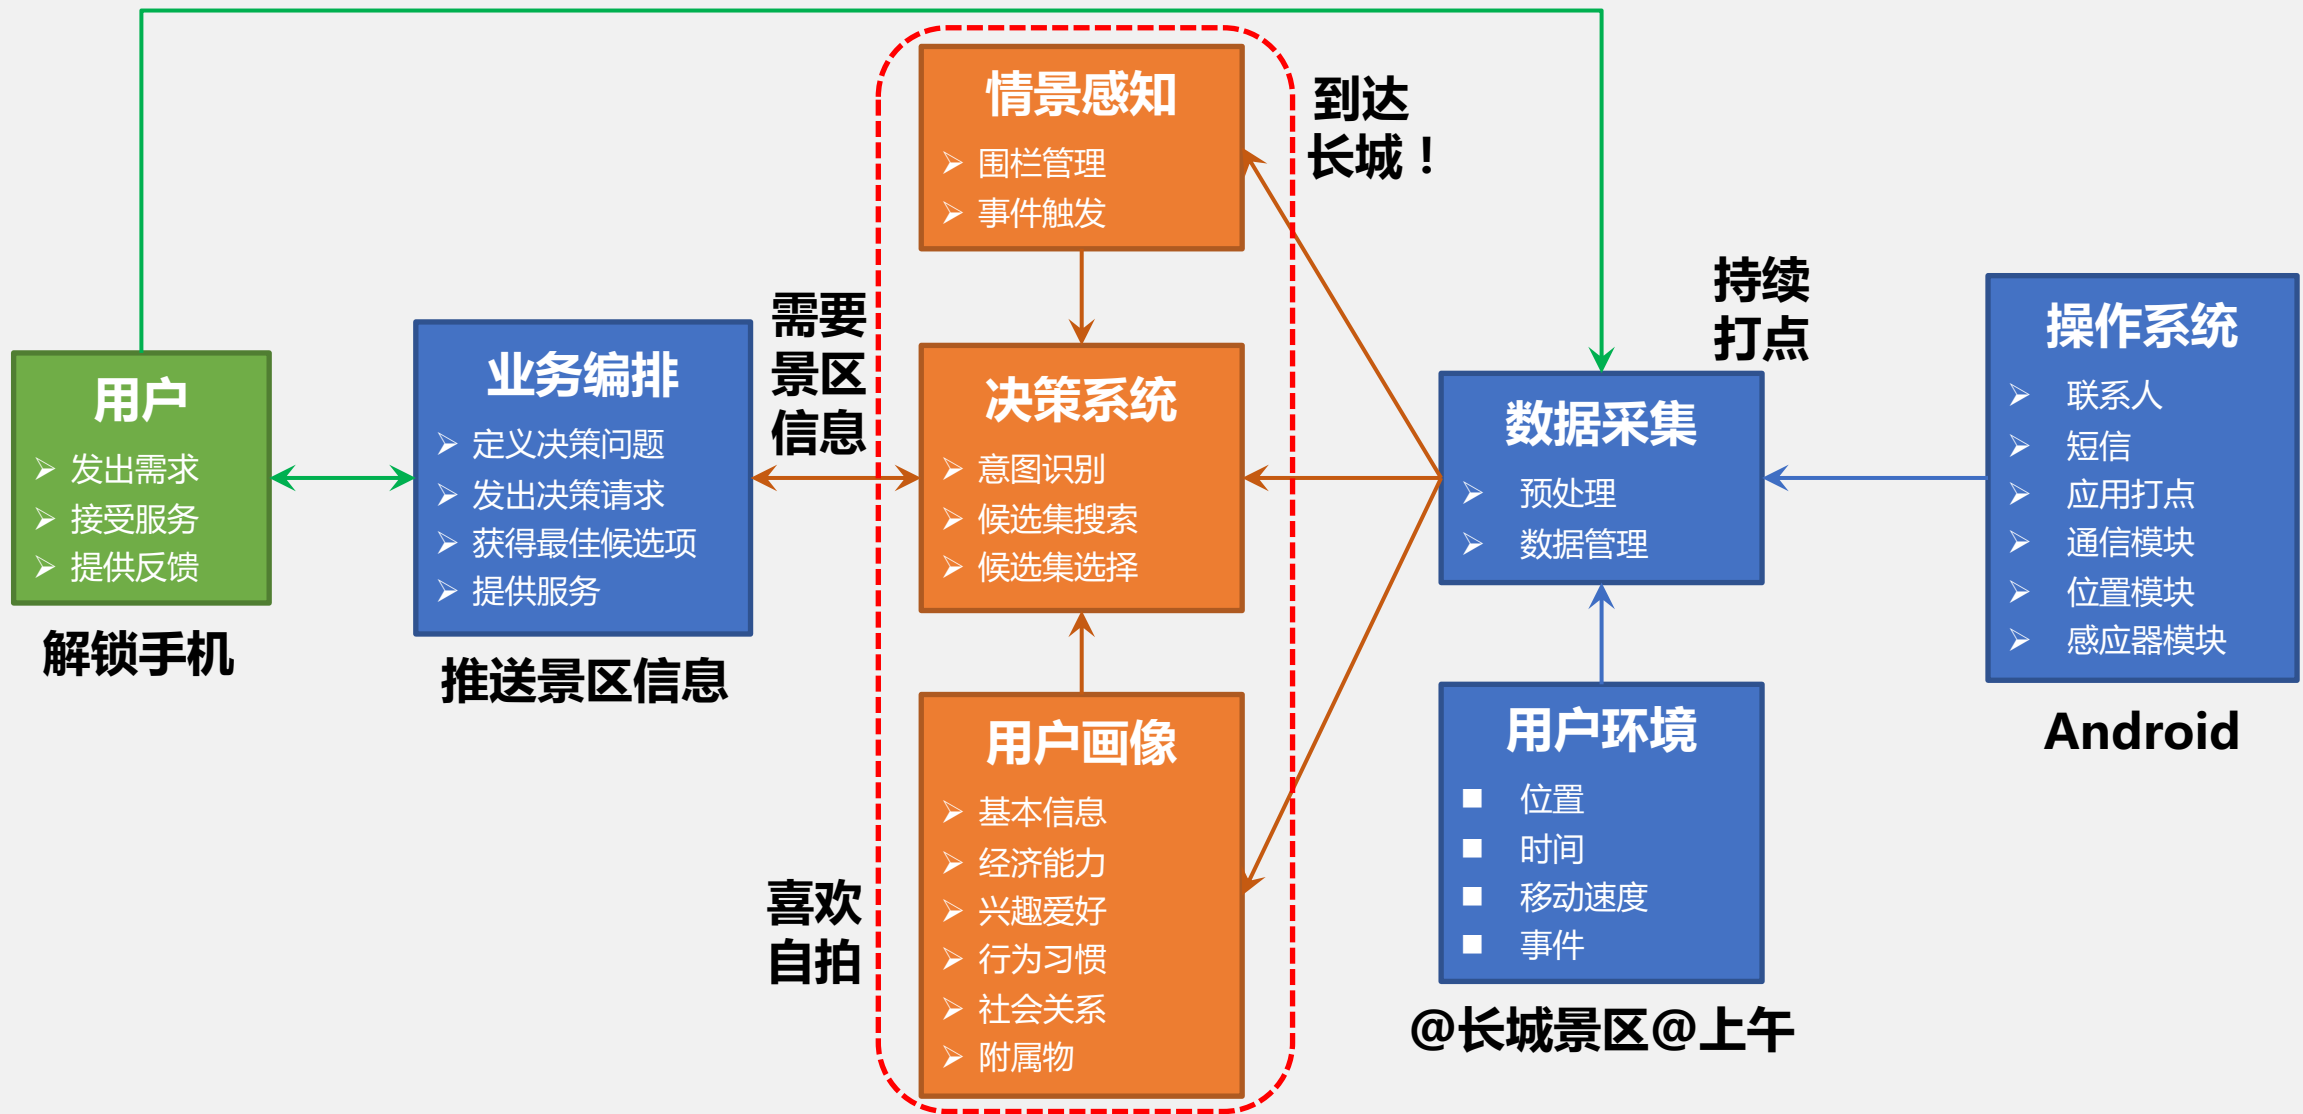 情景感知
围栏管理
事件触发
到达
长城！
需要
景区
信息
持续
打点
用户
发出需求
接受服务
提供反馈
解锁手机
业务编排
定义决策问题
发出决策请求
获得最佳候选项
提供服务
推送景区信息
决策系统
意图识别
候选集搜索
候选集选择
数据采集
预处理
数据管理
操作系统
联系人
短信
应用打点
通信模块
位置模块
感应器模块
Android
用户画像
基本信息
经济能力
兴趣爱好
行为习惯
社会关系
附属物
喜欢
自拍
用户环境
位置
时间
移动速度
事件
@长城景区@上午